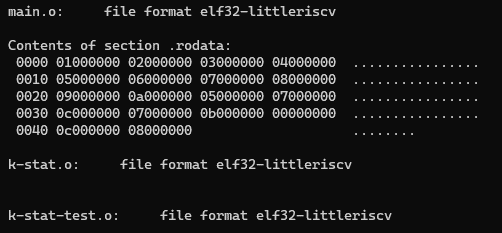 main.o:     file format elf32-littleriscv
Contents of section .rodata:
 0000 01000000 02000000 03000000 04000000  ................
 0010 05000000 06000000 07000000 08000000  ................
 0020 09000000 0a000000 05000000 07000000  ................
 0030 0c000000 07000000 0b000000 00000000  ................
 0040 0c000000 08000000                    ........
k-stat.o:     file format elf32-littleriscv
k-stat-test.o:     file format elf32-littleriscv